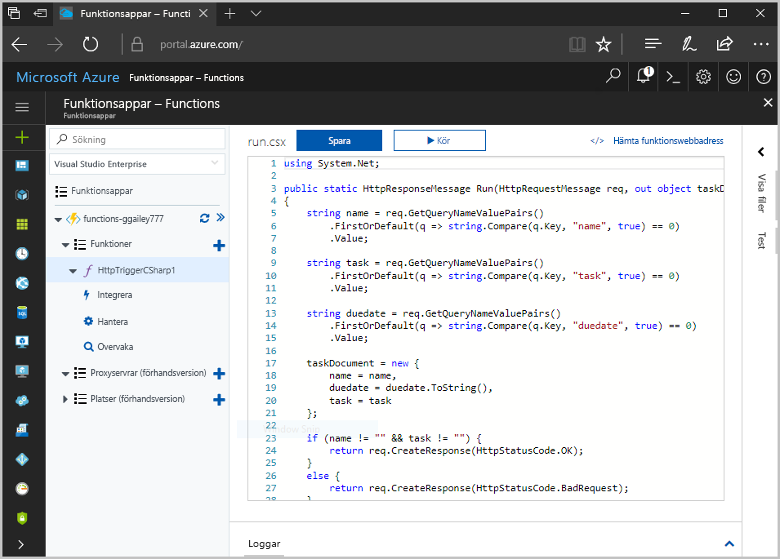 Funktionsappar – Functi
portal.azure.com/
Microsoft Azure Funktionsappar – Functions
1
Funktionsappar – Functions
Funktionsappar
Sökning
Visual Studio Enterprise
Funktionsappar
functions-ggailey777
Funktioner
HttpTriggerCSharp1
Integrera
Hantera
Overvaka
Proxyservrar (förhandsversion)
Platser (förhandsversion)
run.csx Spara Kör </> Hämta funktionswebbadress
1 using System.Net;
2
3 public static HttpResponseMessage Run(HttpRequestMessage req, out object taskD
4 {
5 string name = req.GetQueryNameValuePairs()
6 .FirstOrDefault(q => string.Compare(q.Key, "name", true) == 0)
7 .Value;
8
9 string task = req.GetQueryNameValuePairs()
10 .FirstOrDefault(q => string.Compare(q.Key, "task", true) == 0)
11 .Value;
12
13 string duedate = req.GetQueryNameValuePairs()
14 .FirstOrDefault(q => string.Compare(q.Key, "duedate", true) == 0)
15 .Value;
16
17 taskDocument = new {
18 name = name,
19 duedate = duedate.ToString(),
20 task = task
21 };
22
23 if (name != "" && task != "") {
24 return req.CreateResponse(HttpStatusCode.OK);
25 }
26 else {
27 return req.CreateResponse(HttpStatusCode.BadRequest);
28 }
Visa filer
Test
Loggar